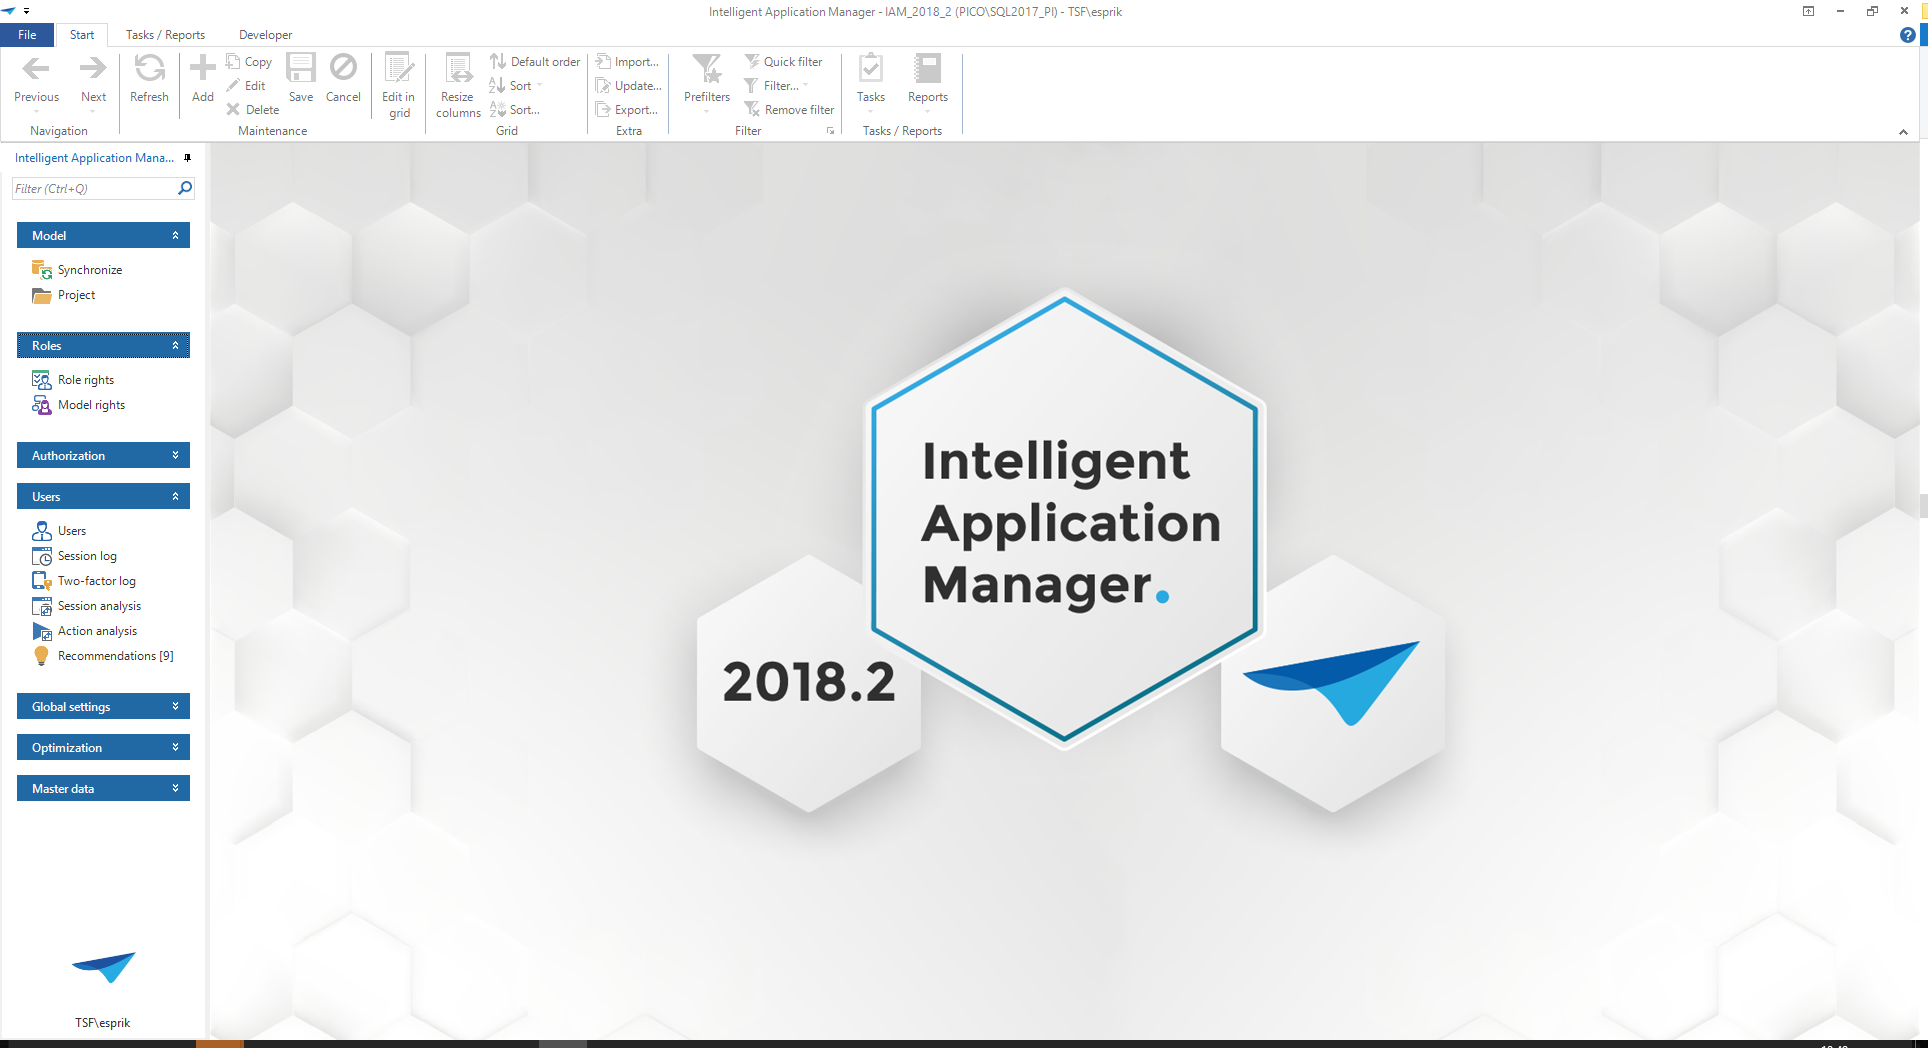 Intelligent Application Manager - IAM_2018_2 (PICO\SQL2017_PI) - TSF\esprik
File Start Tasks / Reports Developer
Previous Next
Navigation
Refresh Add Copy Edit Delete Save Cancel Edit in grid
Maintenance
Resize columns Default order Sort Sort...
Grid
Import... Update... Export...
Extra
Prefilters Quick filter Filter... Remove filter
Filter
Tasks Reports
Tasks / Reports
Intelligent Application Mana...
Filter (Ctrl+Q)
Model
Synchronize
Project
Roles
Role rights
Model rights
Authorization
Users
Users
Session log
Two-factor log
Session analysis
Action analysis
Recommendations [9]
Global settings
Optimization
Master data
TSF\esprik
Intelligent
Application
Manager.
2018.2